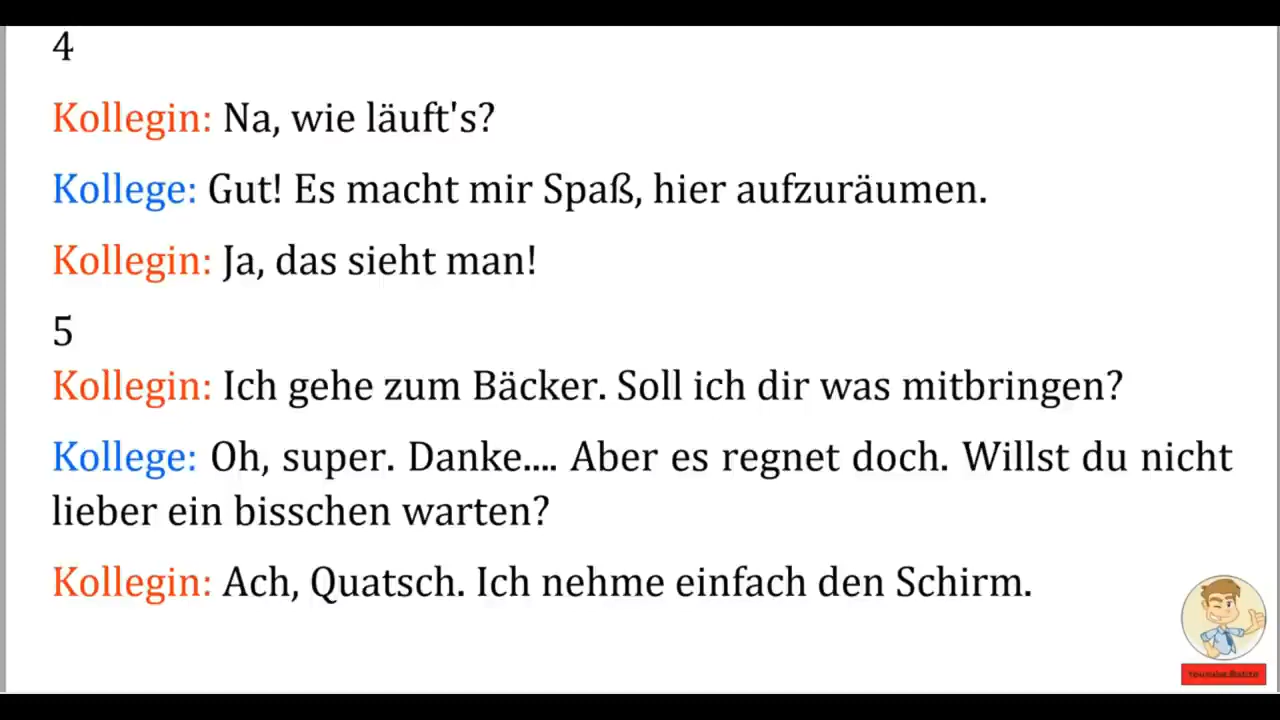 4
Kollegin: Na, wie läuft's?
Kollege: Gut! Es macht mir Spaß, hier aufzuräumen.
Kollegin: Ja, das sieht man!
5
Kollegin: Ich gehe zum Bäcker. Soll ich dir was mitbringen?
Kollege: Oh, super. Danke.... Aber es regnet doch. Willst du nicht
lieber ein bisschen warten?
Kollegin: Ach, Quatsch. Ich nehme einfach den Schirm.